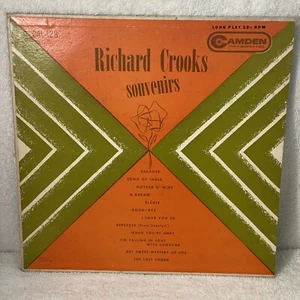 LONG PLAY 33⅓ RPM
CAMDEN
Richard Crooks
souvenirs
BECAUSE
SONG OF INDIA
MOTHER O' MINE
A DREAM
ÉLÉGIE
GOOD-BYE
I LOVE YOU SO
SERENADE
WHEN YOU'RE AWAY
I'M FALLING IN LOVE
WITH SOMEONE
AH! SWEET MYSTERY OF LIFE
THE LOST CHORD